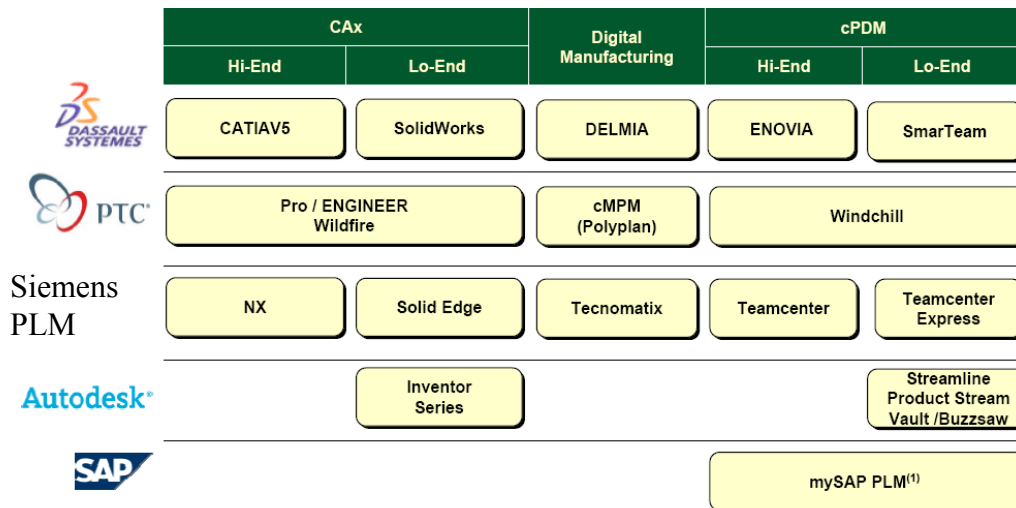 CAx
Digital
Manufacturing
cPDM
Hi-End
Lo-End
Hi-End
Lo-End
DASSAULT
SYSTEMES
CATIAV5
SolidWorks
DELMIA
ENOVIA
SmarTeam
PTC®
Pro / ENGINEER
Wildfire
cMPM
(Polyplan)
Windchill
Siemens
PLM
NX
Solid Edge
Tecnomatix
Teamcenter
Teamcenter
Express
Autodesk®
Inventor
Series
Streamline
Product Stream
Vault /Buzzsaw
SAP
mySAP PLM(1)